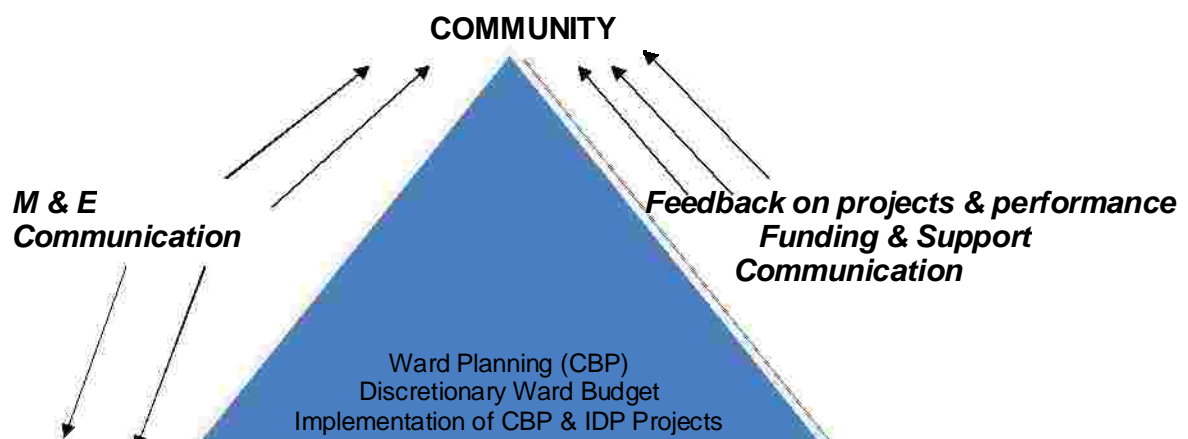 COMMUNITY
M & E
Communication
Feedback on projects & performance
Funding & Support
Communication
Ward Planning (CBP)
Discretionary Ward Budget
Implementation of CBP & IDP Projects